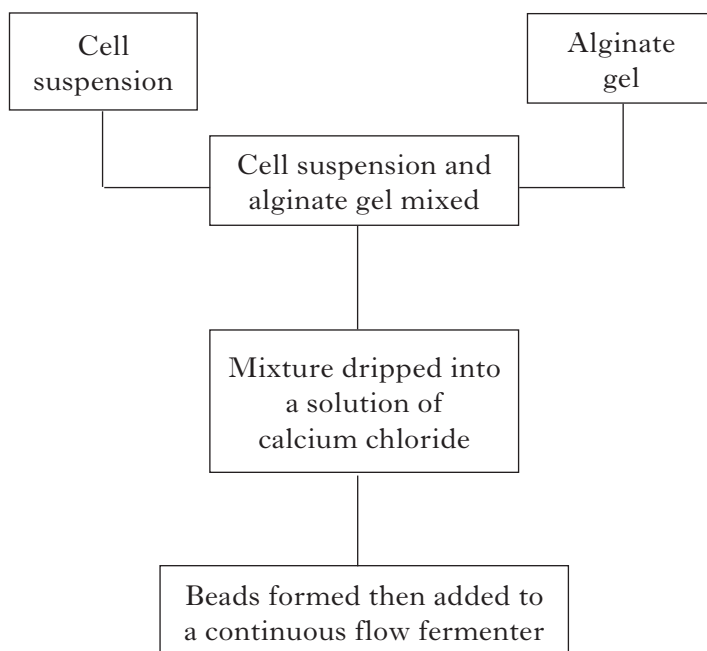 Cell
suspension
Alginate
gel
Cell suspension and
alginate gel mixed
Mixture dripped into
a solution of
calcium chloride
Beads formed then added to
a continuous flow fermenter